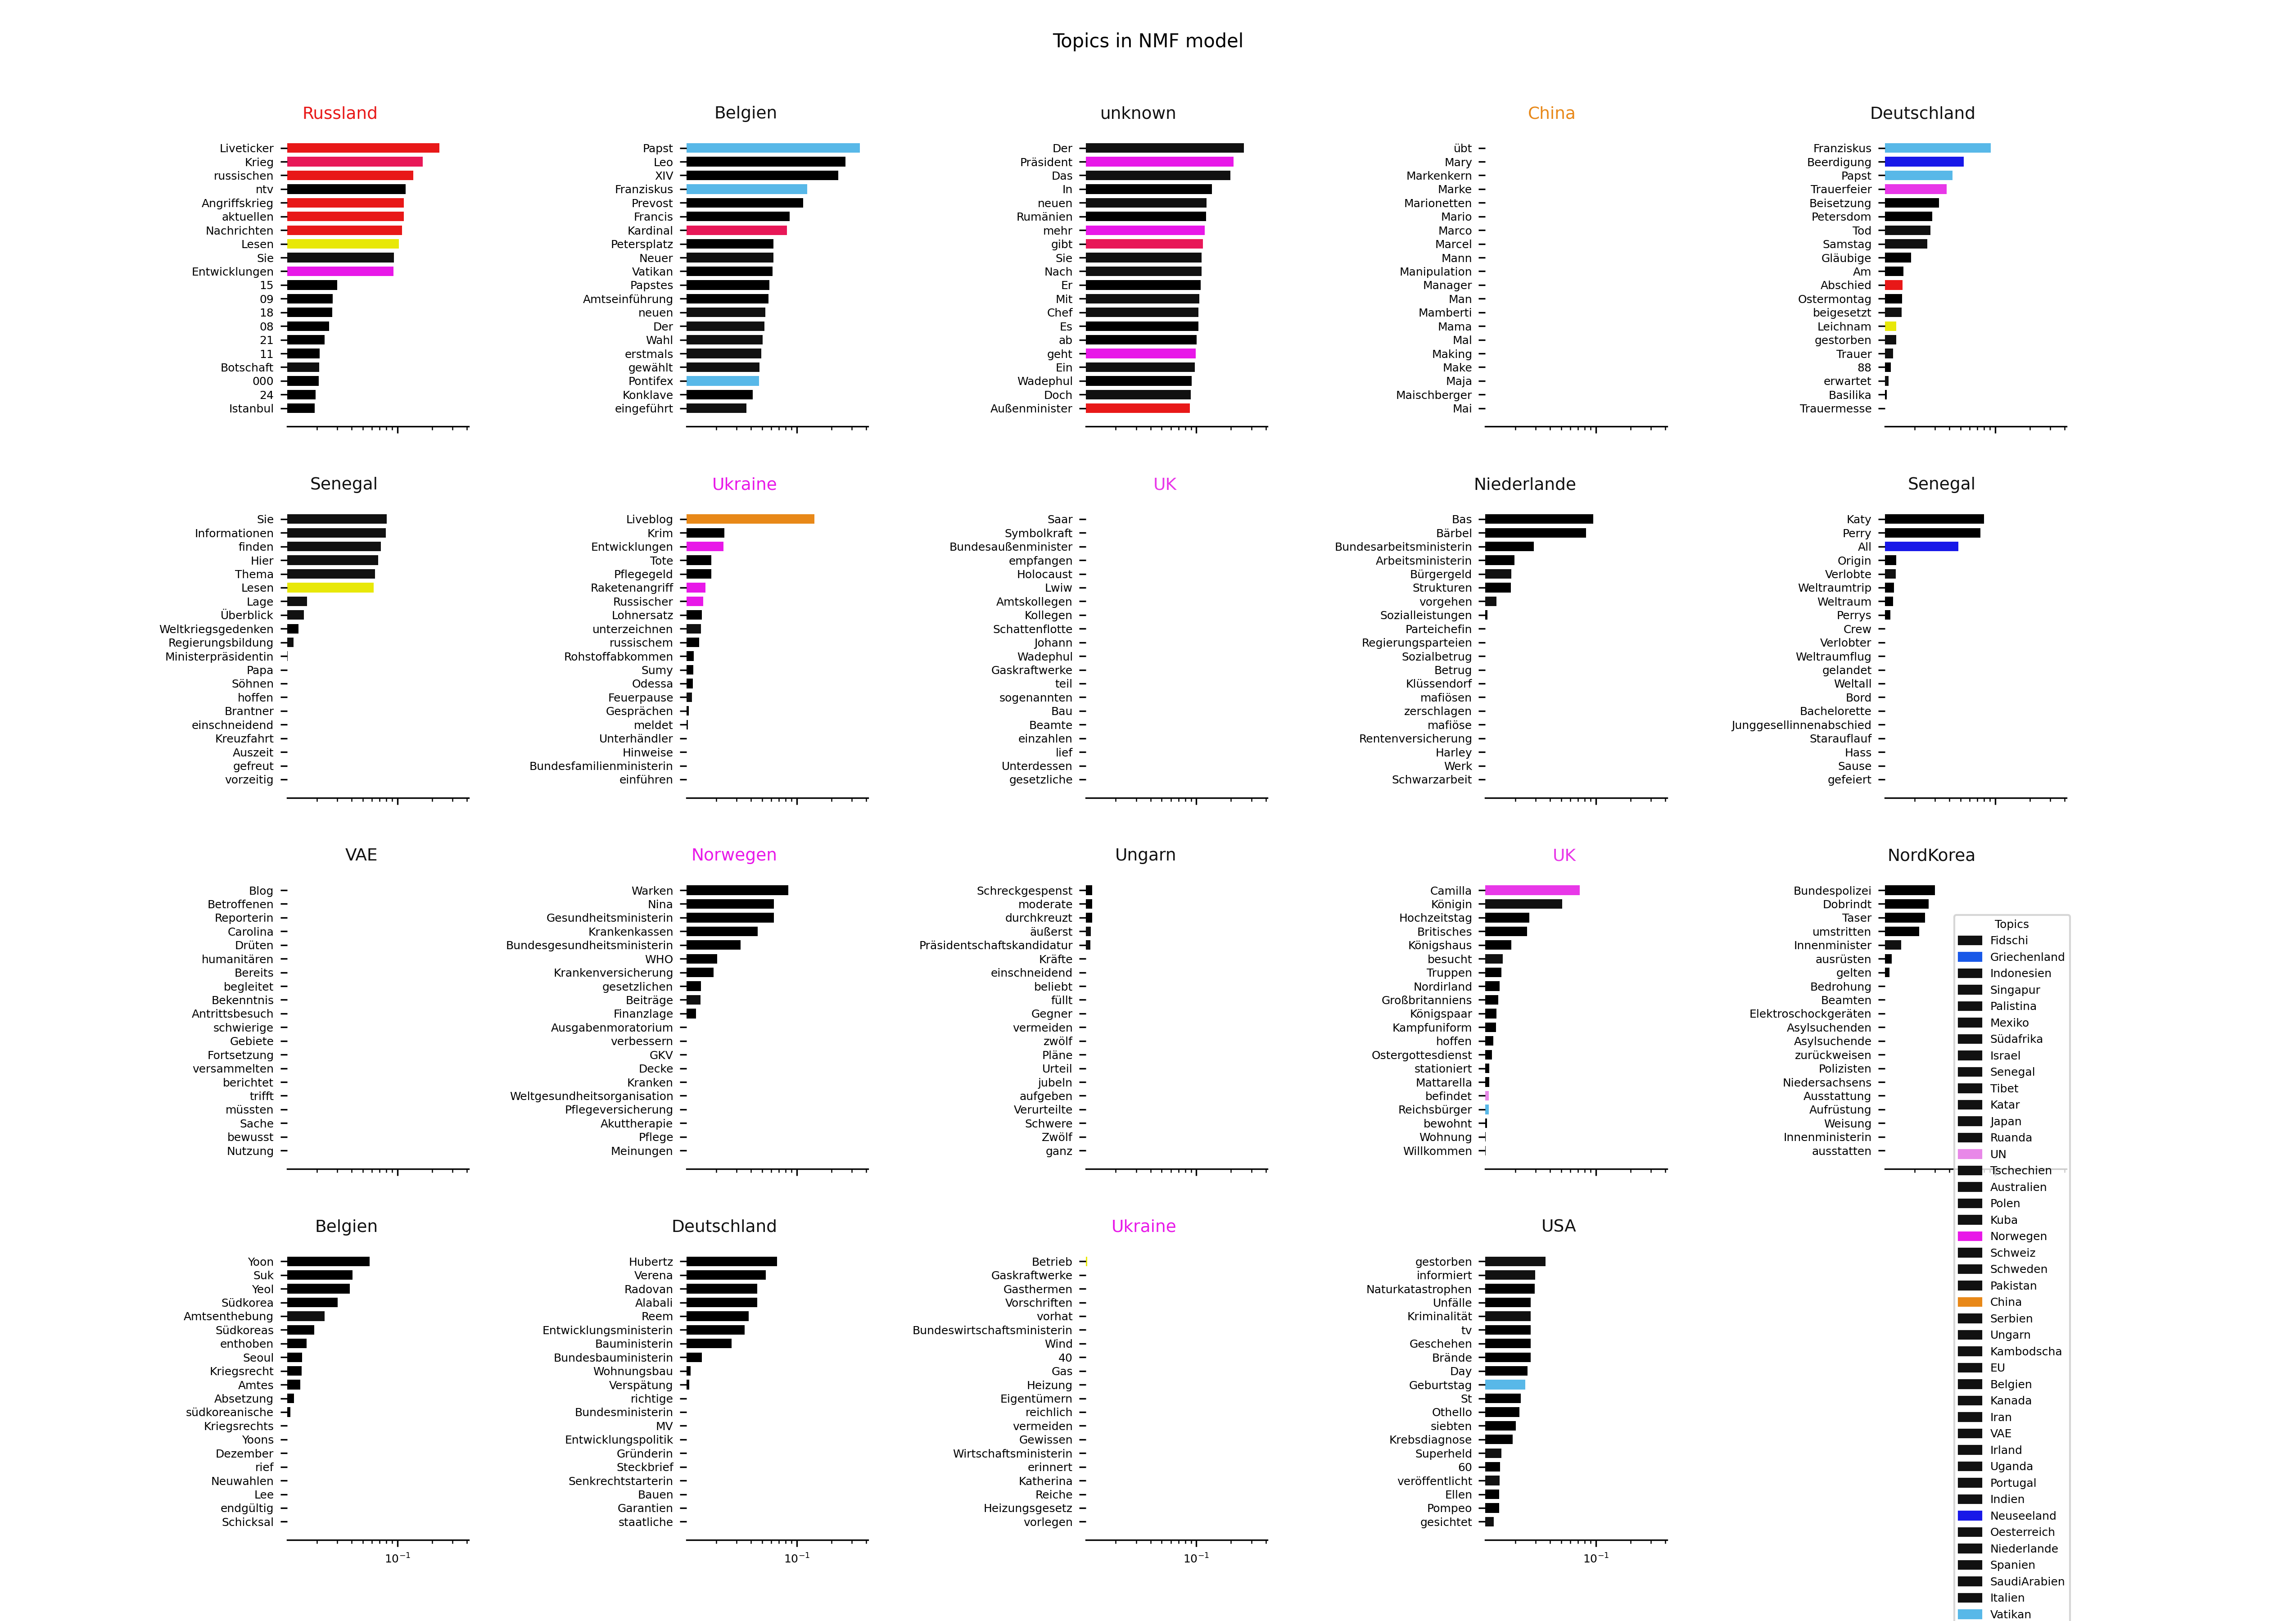 Topics in NMF model
Russland
Liveticker
Krieg
russischen
ntv
Angriffskrieg
aktuellen
Nachrichten
Lesen
Sie
Entwicklungen
15
09
18
08
21
11
Botschaft
000
24
Istanbul
Belgien
Papst
Leo
XIV
Franziskus
Prevost
Francis
Kardinal
Petersplatz
Neuer
Vatikan
Papstes
Amtseinführung
neuen
Der
Wahl
erstmals
gewählt
Pontifex
Konklave
eingeführt
unknown
Der
Präsident
Das
In
neuen
Rumänien
mehr
gibt
Sie
Nach
Er
Mit
Chef
Es
ab
geht
Ein
Wadephul
Doch
Außenminister
China
übt
Mary
Markenkern
Marke
Marionetten
Mario
Marco
Marcel
Mann
Manipulation
Manager
Man
Mamberti
Mama
Mal
Making
Make
Maja
Maischberger
Mai
Deutschland
Franziskus
Beerdigung
Papst
Trauerfeier
Beisetzung
Petersdom
Tod
Samstag
Gläubige
Am
Abschied
Ostermontag
beigesetzt
Leichnam
gestorben
Trauer
88
erwartet
Basilika
Trauermesse
Senegal
Sie
Informationen
finden
Hier
Thema
Lesen
Lage
Überblick
Weltkriegsgedenken
Regierungsbildung
Ministerpräsidentin
Papa
Söhnen
hoffen
Brantner
einschneidend
Kreuzfahrt
Auszeit
gefreut
vorzeitig
Ukraine
Liveblog
Krim
Entwicklungen
Tote
Pflegegeld
Raketenangriff
Russischer
Lohnersatz
unterzeichnen
russischem
Rohstoffabkommen
Sumy
Odessa
Feuerpause
Gesprächen
meldet
Unterhändler
Hinweise
Bundesfamilienministerin
einführen
UK
Saar
Symbolkraft
Bundesaußenminister
empfangen
Holocaust
Lwiw
Amtskollegen
Kollegen
Schattenflotte
Johann
Wadephul
Gaskraftwerke
teil
sogenannten
Bau
Beamte
einzahlen
lief
Unterdessen
gesetzliche
Niederlande
Bas
Bärbel
Bundesarbeitsministerin
Arbeitsministerin
Bürgergeld
Strukturen
vorgehen
Sozialleistungen
Parteichefin
Regierungsparteien
Sozialbetrug
Betrug
Klüssendorf
mafiösen
zerschlagen
mafiöse
Rentenversicherung
Harley
Werk
Schwarzarbeit
Senegal
Katy
Perry
All
Origin
Verlobte
Weltraumtrip
Weltraum
Perrys
Crew
Verlobter
Weltraumflug
gelandet
Weltall
Bord
Bachelorette
Junggesellinnenabschied
Starauflauf
Hass
Sause
gefeiert
VAE
Blog
Betroffenen
Reporterin
Carolina
Drüten
humanitären
Bereits
begleitet
Bekenntnis
Antrittsbesuch
schwierige
Gebiete
Fortsetzung
versammelten
berichtet
trifft
müssten
Sache
bewusst
Nutzung
Norwegen
Warken
Nina
Gesundheitsministerin
Krankenkassen
Bundesgesundheitsministerin
WHO
Krankenversicherung
gesetzlichen
Beiträge
Finanzlage
Ausgabenmoratorium
verbessern
GKV
Decke
Kranken
Weltgesundheitsorganisation
Pflegeversicherung
Akuttherapie
Pflege
Meinungen
Ungarn
Schreckgespenst
moderate
durchkreuzt
äußerst
Präsidentschaftskandidatur
Kräfte
einschneidend
beliebt
füllt
Gegner
vermeiden
zwölf
Pläne
Urteil
jubeln
aufgeben
Verurteilte
Schwere
Zwölf
ganz
UK
Camilla
Königin
Hochzeitstag
Britisches
Königshaus
besucht
Truppen
Nordirland
Großbritanniens
Königspaar
Kampfuniform
hoffen
Ostergottesdienst
stationiert
Mattarella
befindet
Reichsbürger
bewohnt
Wohnung
Willkommen
NordKorea
Bundespolizei
Dobrindt
Taser
umstritten
Innenminister
ausrüsten
gelten
Bedrohung
Beamten
Elektroschockgeräten
Asylsuchenden
Asylsuchende
zurückweisen
Polizisten
Niedersachsens
Ausstattung
Aufrüstung
Weisung
Innenministerin
ausstatten
Belgien
Yoon
Suk
Yeol
Südkorea
Amtsenthebung
Südkoreas
enthoben
Seoul
Kriegsrecht
Amtes
Absetzung
südkoreanische
Kriegsrechts
Yoons
Dezember
rief
Neuwahlen
Lee
endgültig
Schicksal
10⁻¹
Deutschland
Hubertz
Verena
Radovan
Alabali
Reem
Entwicklungsministerin
Bauministerin
Bundesbauministerin
Wohnungsbau
Verspätung
richtige
Bundesministerin
MV
Entwicklungspolitik
Gründerin
Steckbrief
Senkrechtstarterin
Bauen
Garantien
staatliche
10⁻¹
Ukraine
Betrieb
Gaskraftwerke
Gasthermen
Vorschriften
vorhat
Bundeswirtschaftsministerin
Wind
40
Gas
Heizung
Eigentümern
reichlich
vermeiden
Gewissen
Wirtschaftsministerin
erinnert
Katherina
Reiche
Heizungsgesetz
vorlegen
10⁻¹
USA
gestorben
informiert
Naturkatastrophen
Unfälle
Kriminalität
tv
Geschehen
Brände
Day
Geburtstag
St
Othello
siebten
Krebsdiagnose
Superheld
60
veröffentlicht
Ellen
Pompeo
gesichtet
10⁻¹
Topics
Fidschi
Griechenland
Indonesien
Singapur
Palistina
Mexiko
Südafrika
Israel
Senegal
Tibet
Katar
Japan
Ruanda
UN
Tschechien
Australien
Polen
Kuba
Norwegen
Schweiz
Schweden
Pakistan
China
Serbien
Ungarn
Kambodscha
EU
Belgien
Kanada
Iran
VAE
Irland
Uganda
Portugal
Indien
Neuseeland
Oesterreich
Niederlande
Spanien
SaudiArabien
Italien
Vatikan